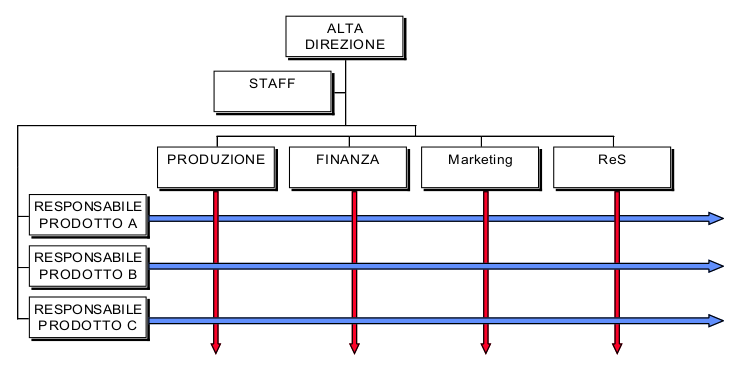 ALTA
DIREZIONE
STAFF
PRODUZIONE
FINANZA
Marketing
ReS
RESPONSABILE
PRODOTTO A
RESPONSABILE
PRODOTTO B
RESPONSABILE
PRODOTTO C